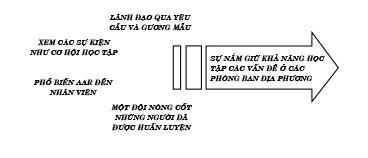 LÃNH ĐẠO QUA YÊU
CẦU VÀ GƯƠNG MẪU
XEM CÁC SỰ KIỆN
NHƯ CƠ HỘI HỌC TẬP
PHỔ BIẾN AAR ĐẾN
NHÂN VIÊN
MỘT ĐỘI NÒNG CỐT
NHỮNG NGƯỜI ĐÃ
ĐƯỢC HUẤN LUYỆN
SỰ NẮM GIỮ KHẢ NĂNG HỌC
TẬP CÁC VẤN ĐỀ Ở CÁC
PHÒNG BAN ĐỊA PHƯƠNG